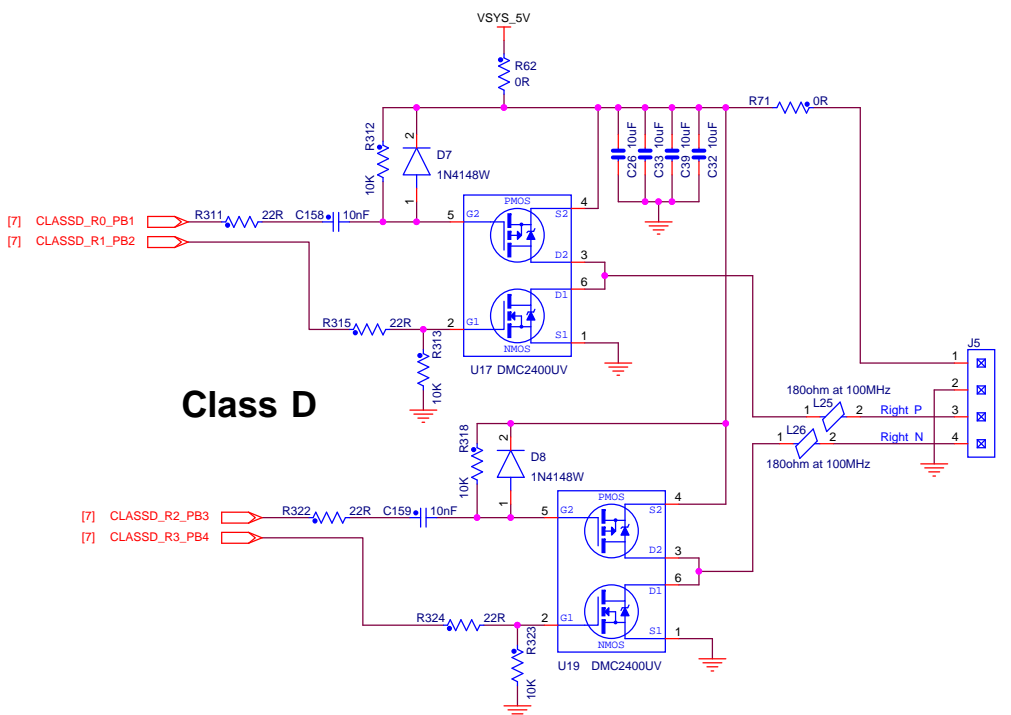 VSYS_5V
R62
0R
R71 0R
R312
10K
2
D7
1N4148W
1
C26 10uF
C33 10uF
C39 10uF
C32 10uF
[7] CLASSD_R0_PB1
R311 22R C158 10nF
5 G2 PMOS S2 4
[7] CLASSD_R1_PB2
D2 3
D1 6
R315 22R
2 G1 S1 1
NMOS
R313
10K
U17 DMC2400UV
J5
1
2
3
4
180ohm at 100MHz
1 L25 2 Right P
1 L26 2 Right N
180ohm at 100MHz
Class D
R318
10K
2
D8
1N4148W
1
[7] CLASSD_R2_PB3
R322 22R C159 10nF
5 G2 PMOS S2 4
[7] CLASSD_R3_PB4
D2 3
D1 6
R324 22R
2 G1 S1 1
NMOS
R323
10K
U19 DMC2400UV